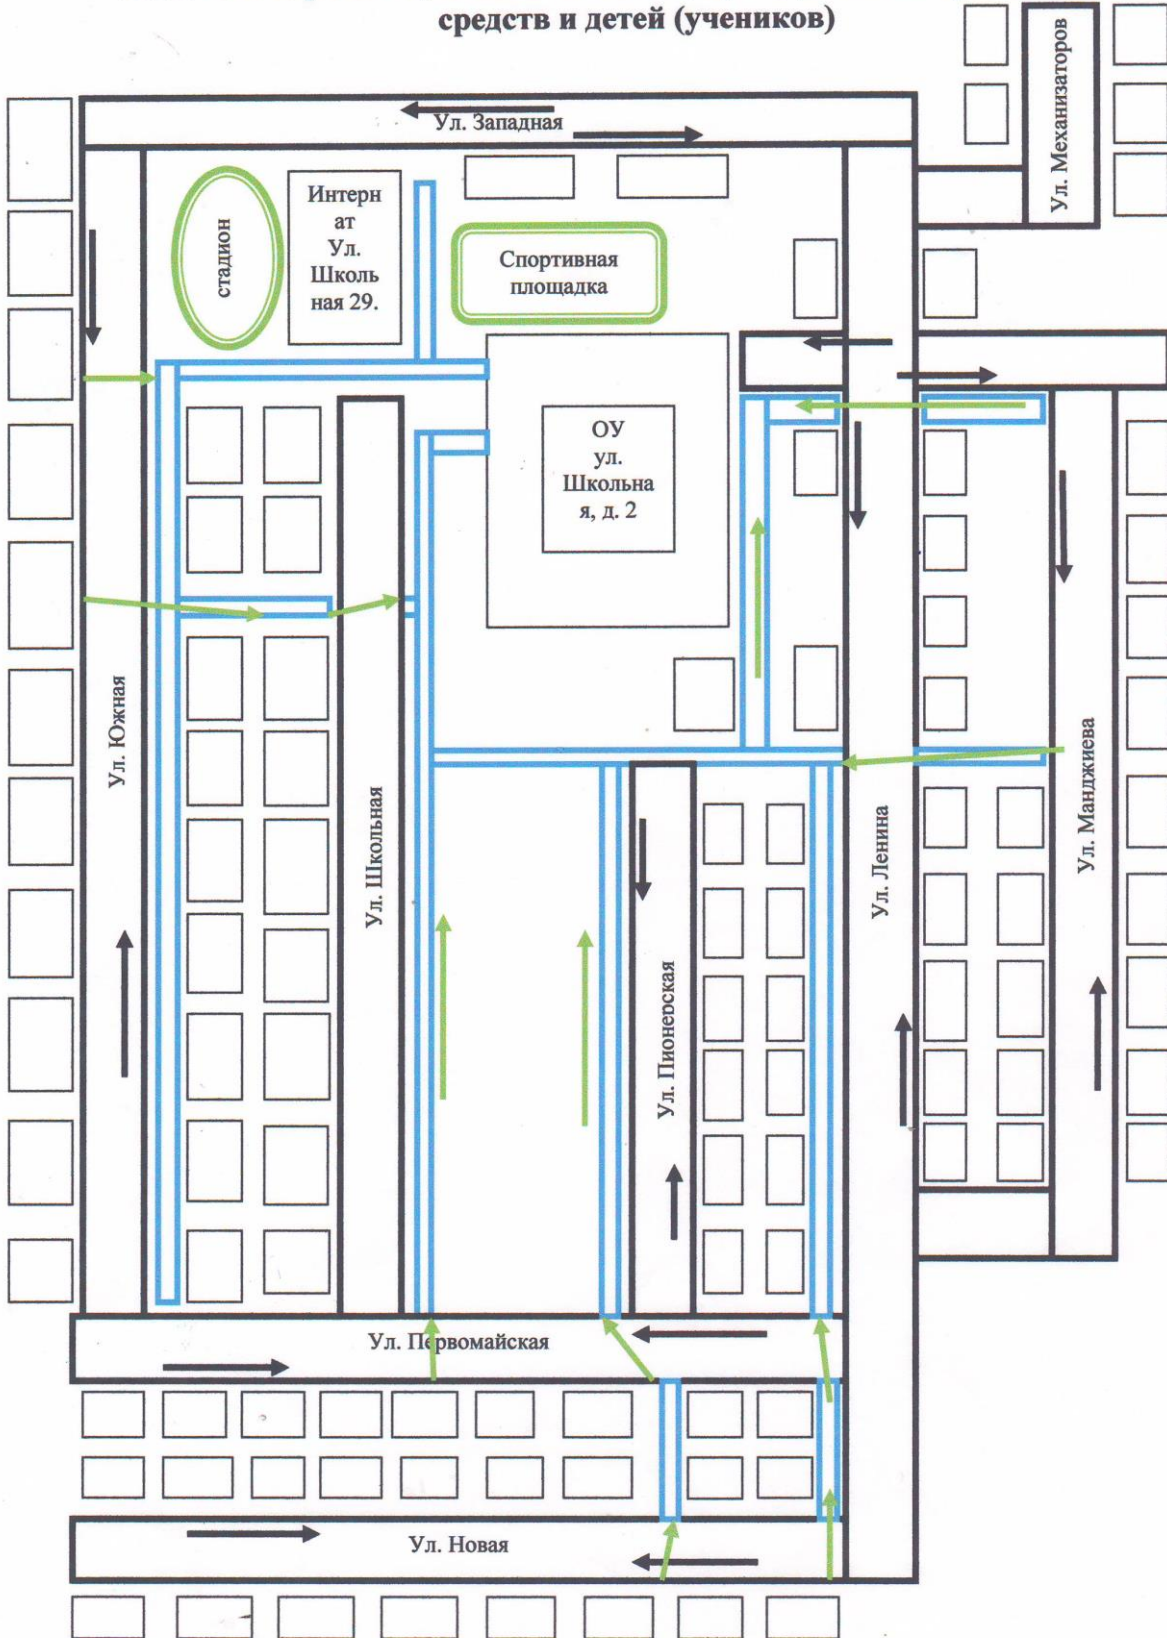 средств и детей (учеников)
Ул. Механизаторов
Ул. Западная
стадион
Интерн
ат
Ул.
Школь
ная 29.
Спортивная
площадка
ОУ
ул.
Школьна
я, д. 2
Ул. Южная
Ул. Школьная
Ул. Пионерская
Ул. Ленина
Ул. Манджиева
Ул. Первомайская
Ул. Новая